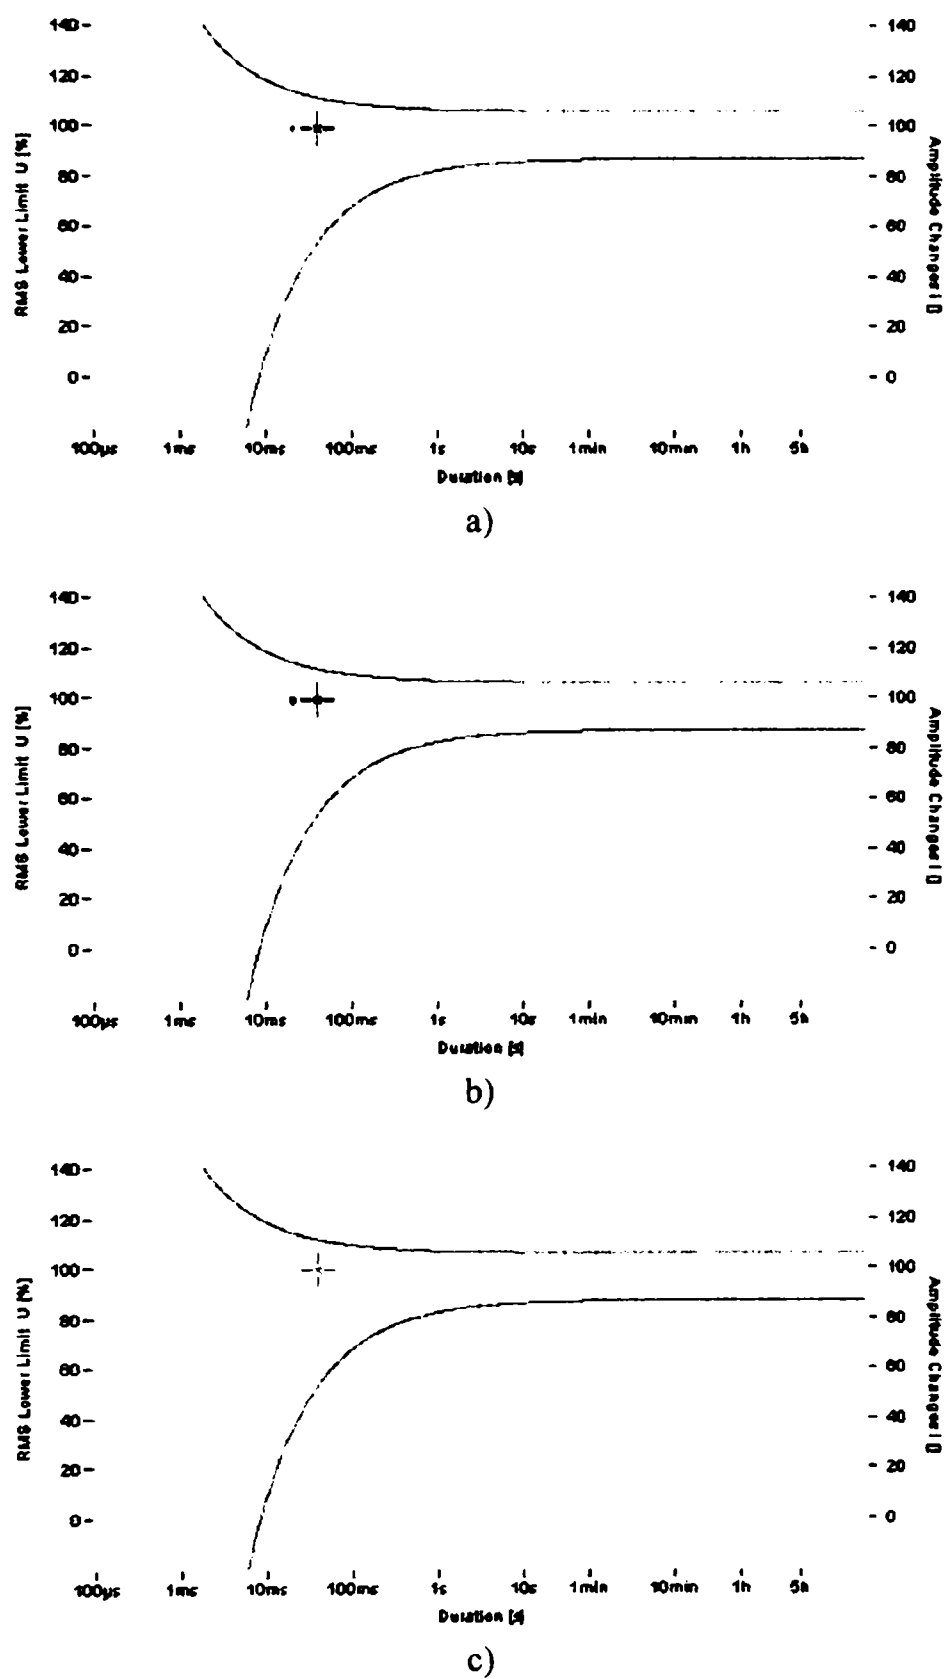 140 - - 140
120 - - 120
100 - - 100
80 - - 80
60 - - 60
40 - - 40
20 - - 20
0 - - 0
RMS Lower Limit U [%]
Amplitude Changes I []
100µs 1ms 10ms 100ms 1s 10s 1min 10min 1h 5h
Duration [s]
a)
140 - - 140
120 - - 120
100 - - 100
80 - - 80
60 - - 60
40 - - 40
20 - - 20
0 - - 0
RMS Lower Limit U [%]
Amplitude Changes I []
100µs 1ms 10ms 100ms 1s 10s 1min 10min 1h 5h
Duration [s]
b)
140 - - 140
120 - - 120
100 - - 100
80 - - 80
60 - - 60
40 - - 40
20 - - 20
0 - - 0
RMS Lower Limit U [%]
Amplitude Changes I []
100µs 1ms 10ms 100ms 1s 10s 1min 10min 1h 5h
Duration [s]
c)